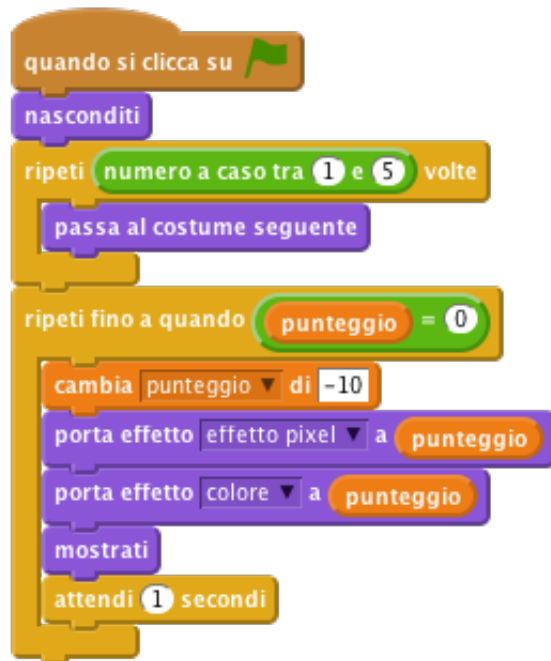 quando si clicca su
nasconditi
ripeti numero a caso tra 1 e 5 volte
passa al costume seguente
ripeti fino a quando punteggio = 0
cambia punteggio di -10
porta effetto effetto pixel a punteggio
porta effetto colore a punteggio
mostrati
attendi 1 secondi